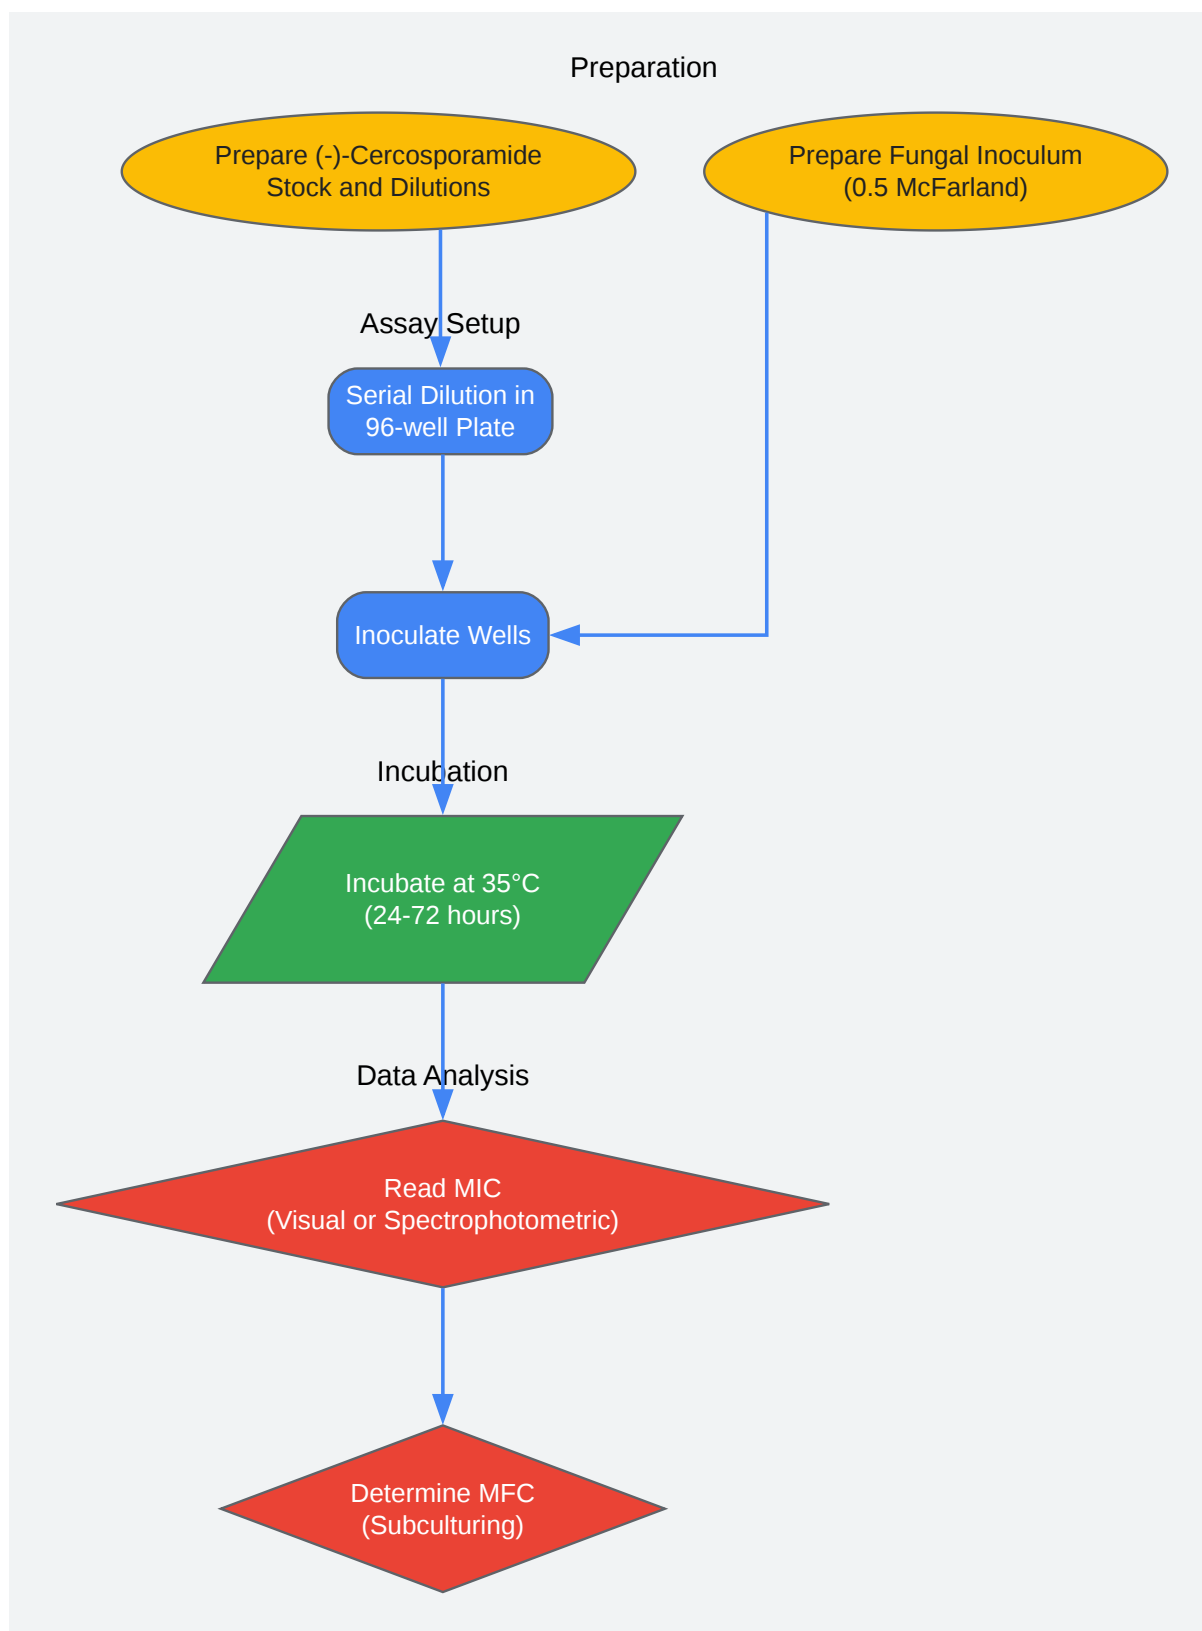 Preparation
Prepare (-)-Cercosporamide
Stock and Dilutions
Prepare Fungal Inoculum
(0.5 McFarland)
Assay Setup
Serial Dilution in
96-well Plate
Inoculate Wells
Incubation
Incubate at 35°C
(24-72 hours)
Data Analysis
Read MIC
(Visual or Spectrophotometric)
Determine MFC
(Subculturing)